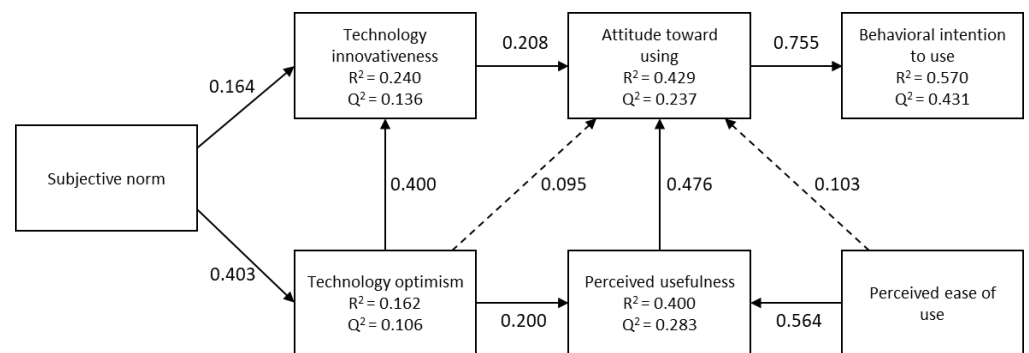 Technology
innovativeness
R² = 0.240
Q² = 0.136
0.208
Attitude toward
using
R² = 0.429
Q² = 0.237
0.755
Behavioral intention
to use
R² = 0.570
Q² = 0.431
0.164
Subjective norm
0.400
0.095
0.476
0.103
0.403
Technology optimism
R² = 0.162
Q² = 0.106
0.200
Perceived usefulness
R² = 0.400
Q² = 0.283
0.564
Perceived ease of
use